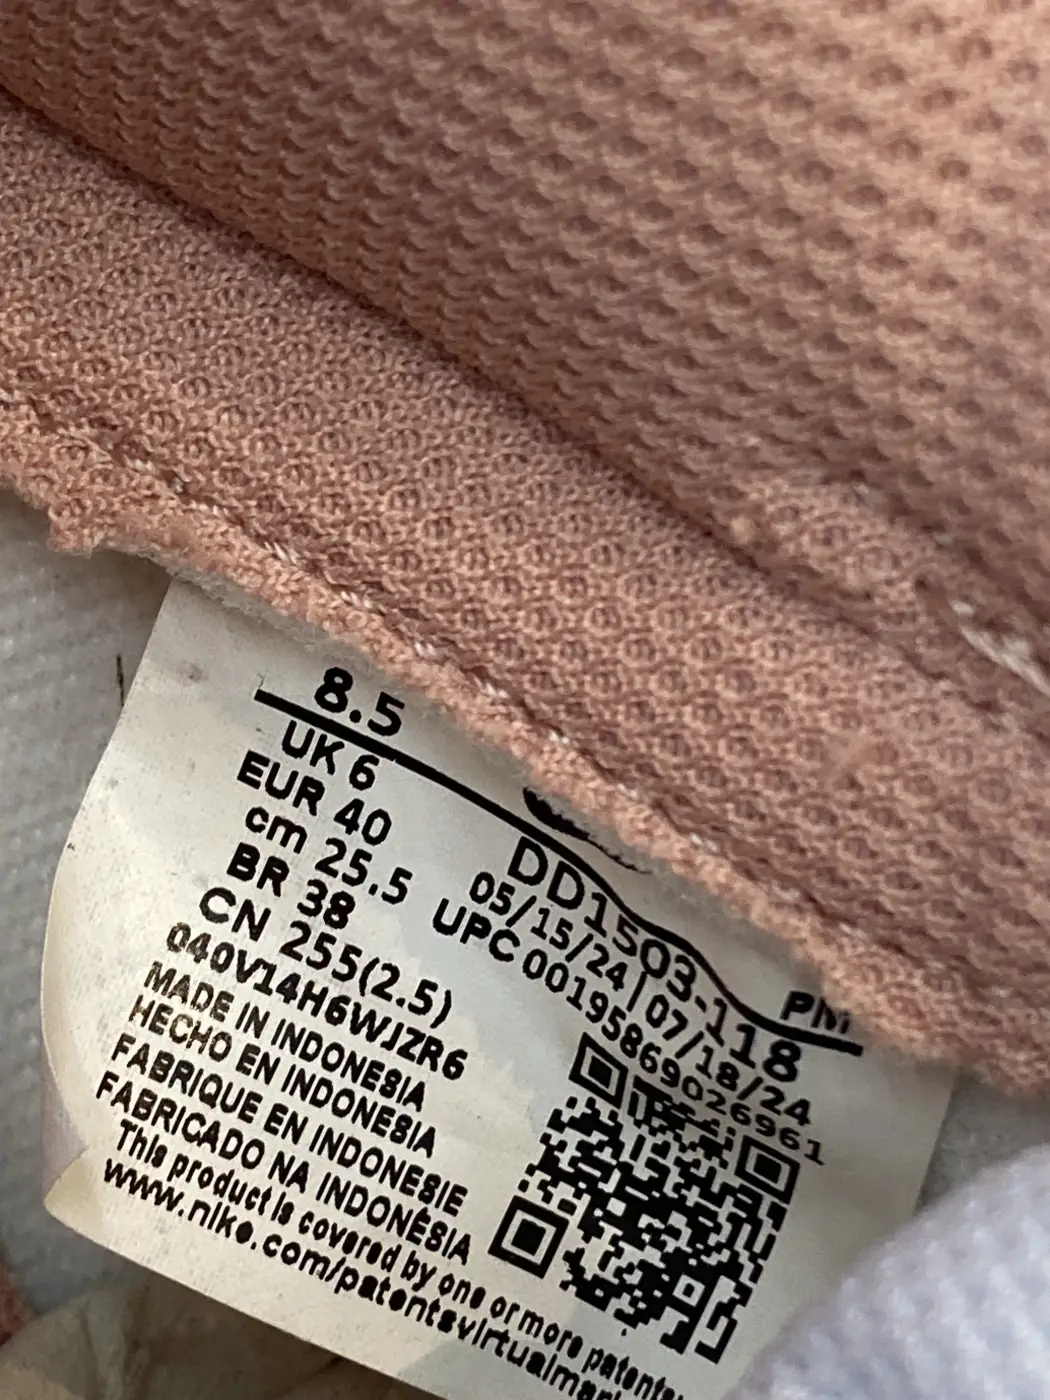 8.5
UK 6
EUR 40
cm 25.5
BR 38
CN 255(2.5)
040V14H6WJZR6
MADE IN INDONESIA
HECHO EN INDONESIA
FABRIQUE EN INDONESIE
FABRICADO NA INDONÉSIA
This product is covered by one or more patents
www.nike.com/patentsvirtualmar
PM
DD1503-118
05/15/24|07/18/24
UPC 00195869026961